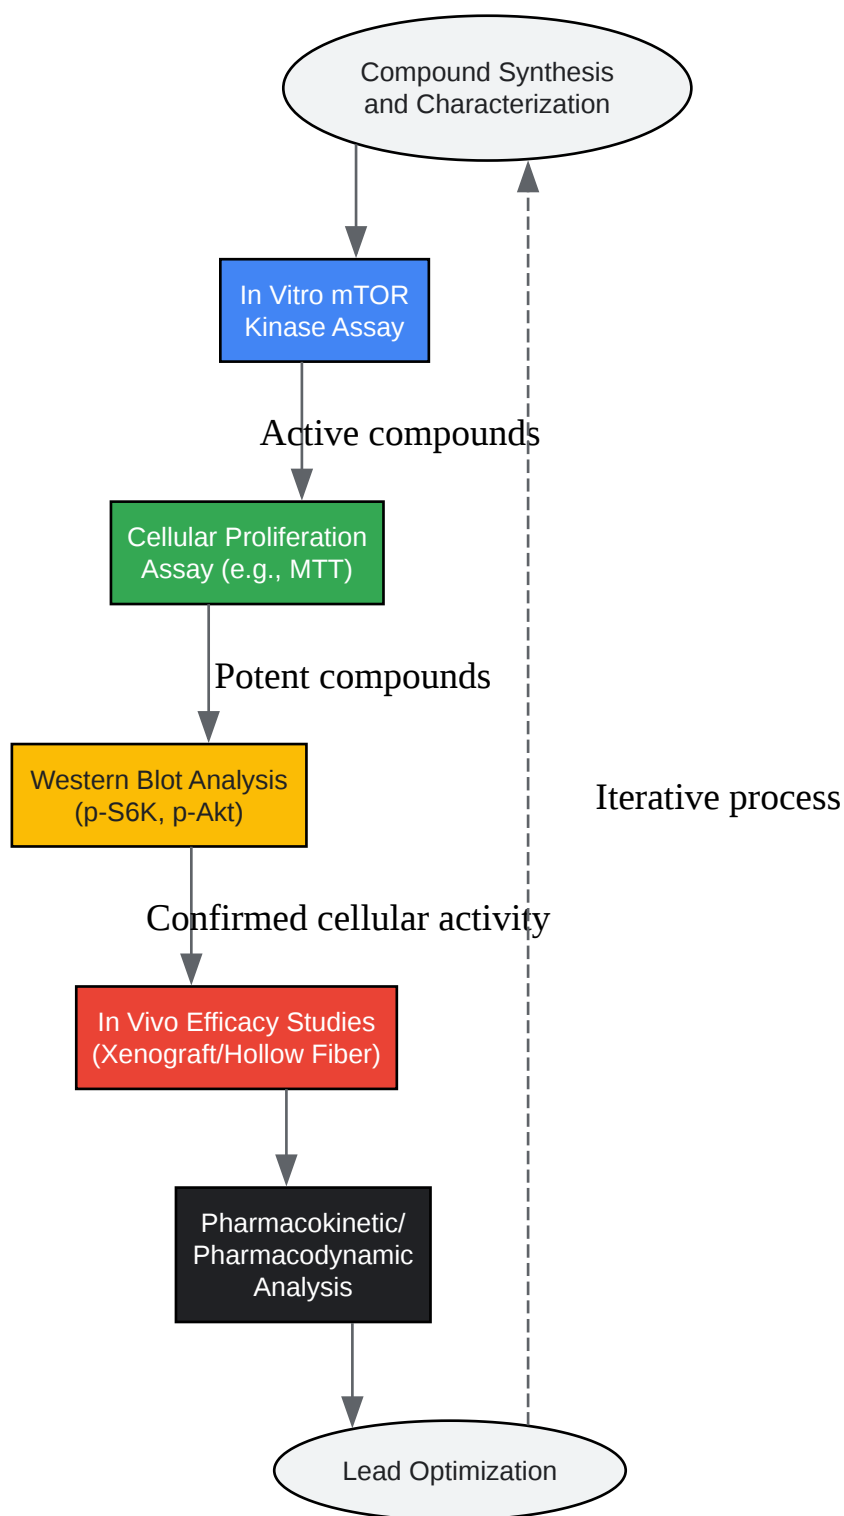 Compound Synthesis
and Characterization
In Vitro mTOR
Kinase Assay
Active compounds
Cellular Proliferation
Assay (e.g., MTT)
Potent compounds
Western Blot Analysis
(p-S6K, p-Akt)
Iterative process
Confirmed cellular activity
In Vivo Efficacy Studies
(Xenograft/Hollow Fiber)
Pharmacokinetic/
Pharmacodynamic
Analysis
Lead Optimization